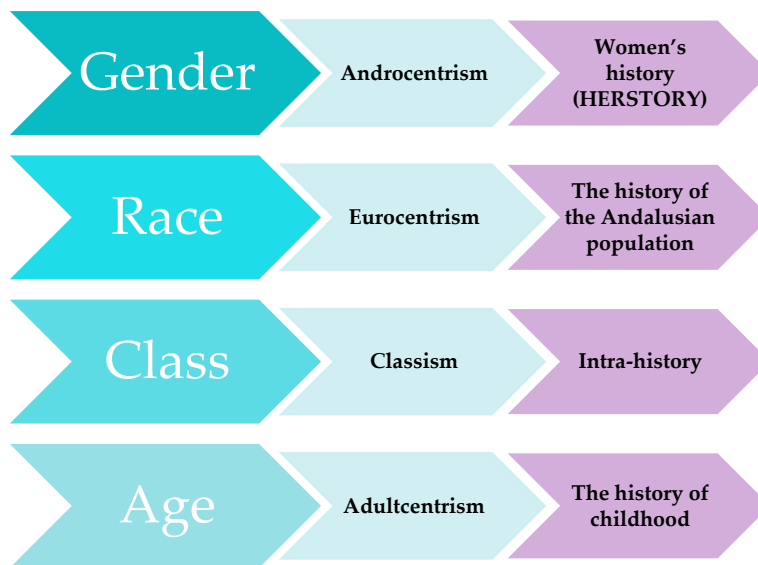 Gender
Androcentrism
Women’s
history
(HERSTORY)
Race
Eurocentrism
The history of
the Andalusian
population
Class
Classism
Intra-history
Age
Adultcentrism
The history of
childhood